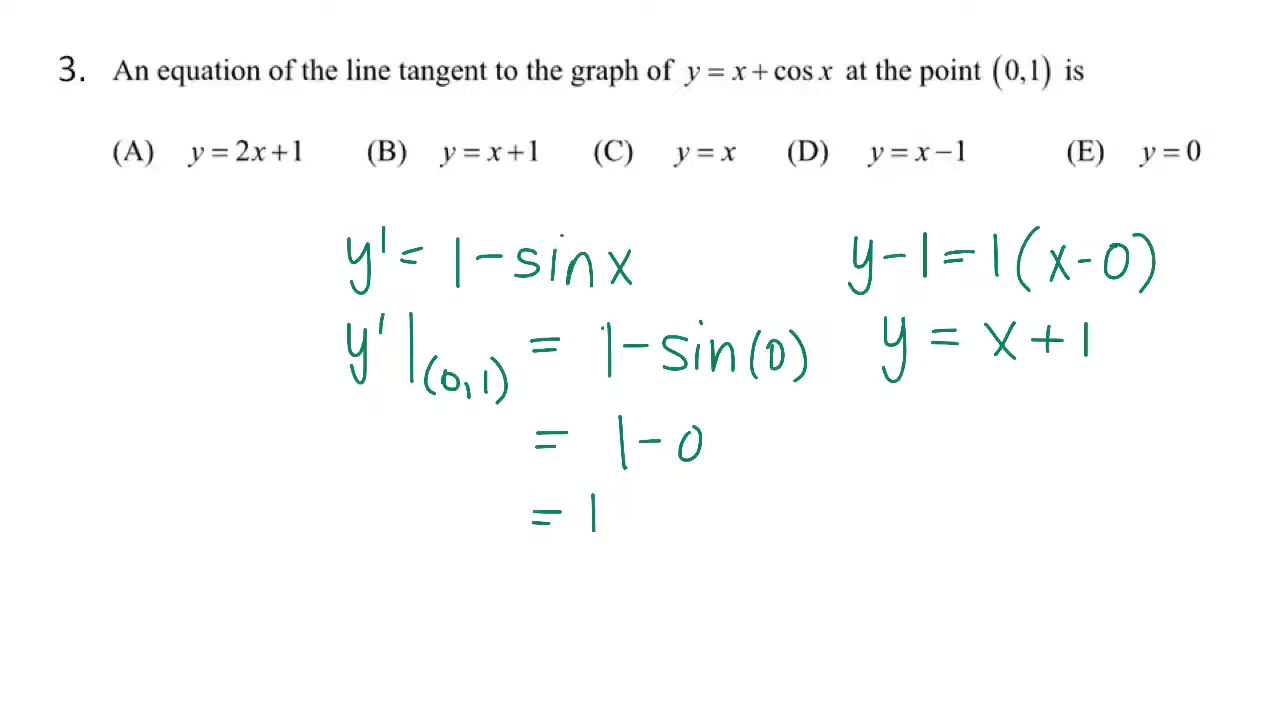 3. An equation of the line tangent to the graph of y = x + cos x at the point (0,1) is
(A) y = 2x+1 (B) y = x+1 (C) y = x (D) y = x−1 (E) y = 0
y' = 1 − sin x
y'|(0,1) = 1 − sin(0)
= 1 − 0
= 1
y − 1 = 1(x − 0)
y = x + 1